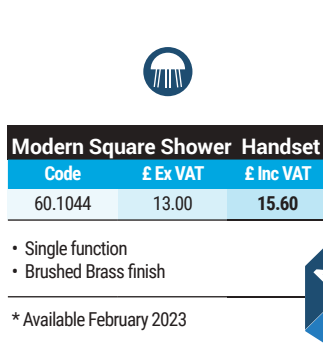 Modern Square Shower Handset
Code £ Ex VAT £ Inc VAT
60.1044 13.00 15.60
• Single function
• Brushed Brass finish
* Available February 2023